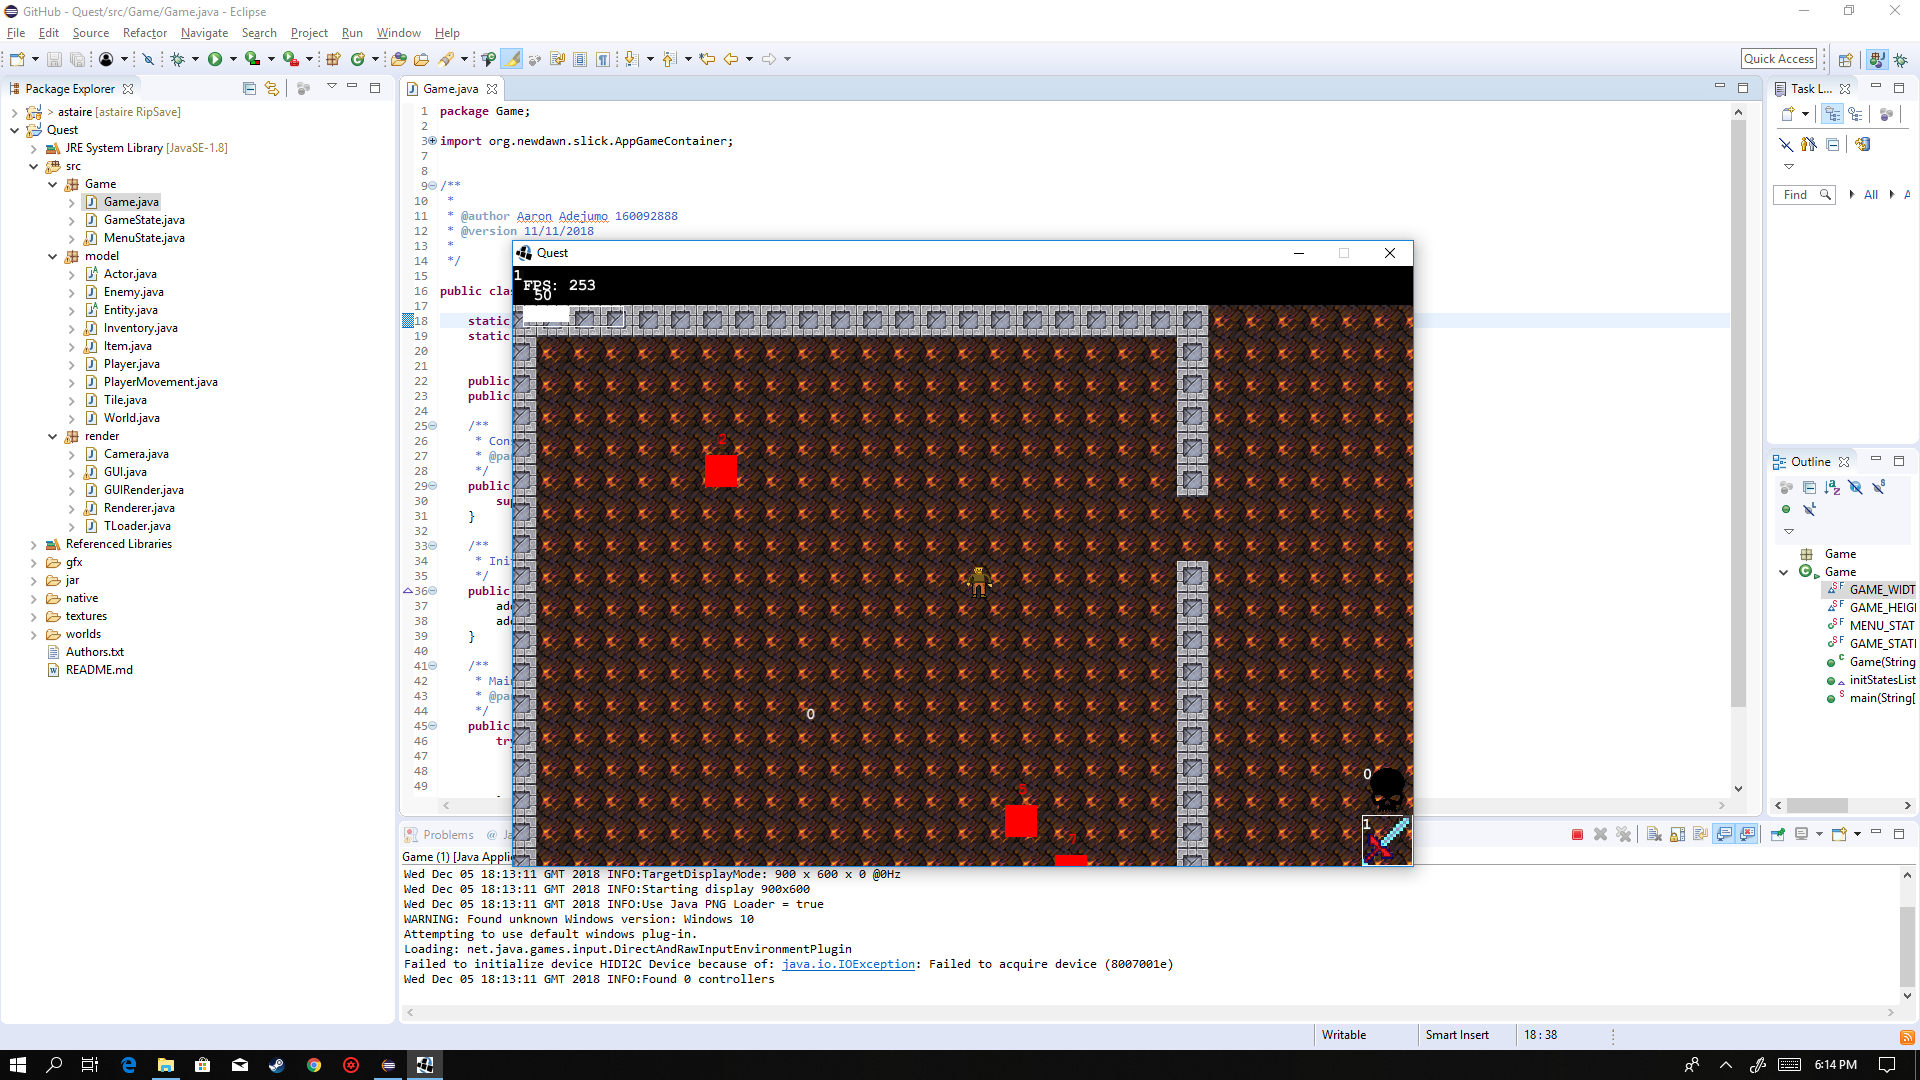 GitHub - Quest/src/Game/Game.java - Eclipse
File Edit Source Refactor Navigate Search Project Run Window Help
Quick Access
Package Explorer
> astaire [astaire RipSave]
Quest
JRE System Library [JavaSE-1.8]
src
Game
Game.java
GameState.java
MenuState.java
model
Actor.java
Enemy.java
Entity.java
Inventory.java
Item.java
Player.java
PlayerMovement.java
Tile.java
World.java
render
Camera.java
GUI.java
GUIRender.java
Renderer.java
TLoader.java
Referenced Libraries
gfx
jar
native
textures
worlds
Authors.txt
README.md
Game.java
1 package Game;
2
3 import org.newdawn.slick.AppGameContainer;
7
8
9 /**
10 *
11 * @author Aaron Adejumo 160092888
12 * @version 11/11/2018
13 *
14 */
15
16 public clas
17
18 static
19 static
20
21
22 public
23 public
24
25 /**
26 * Con
27 * @pa
28 */
29 public
30 su
31 }
32
33 /**
34 * Ini
35 */
36 public
37 ad
38 ad
39 }
40
41 /**
42 * Mai
43 * @pa
44 */
45 public
46 try
47
48
49
Quest
1
FPS: 253
50
2
0
5
7
0
1
Task L...
Find All A
Outline
Game
Game
GAME_WIDT
GAME_HEIGI
MENU_STAT
GAME_STATI
Game(String
initStatesList
main(String[
Problems @ Ja
Game (1) [Java Applic
Wed Dec 05 18:13:11 GMT 2018 INFO:TargetDisplayMode: 900 x 600 x 0 @0Hz
Wed Dec 05 18:13:11 GMT 2018 INFO:Starting display 900x600
Wed Dec 05 18:13:11 GMT 2018 INFO:Use Java PNG Loader = true
WARNING: Found unknown Windows version: Windows 10
Attempting to use default windows plug-in.
Loading: net.java.games.input.DirectAndRawInputEnvironmentPlugin
Failed to initialize device HIDI2C Device because of: java.io.IOException: Failed to acquire device (8007001e)
Wed Dec 05 18:13:11 GMT 2018 INFO:Found 0 controllers
Writable Smart Insert 18 : 38
6:14 PM